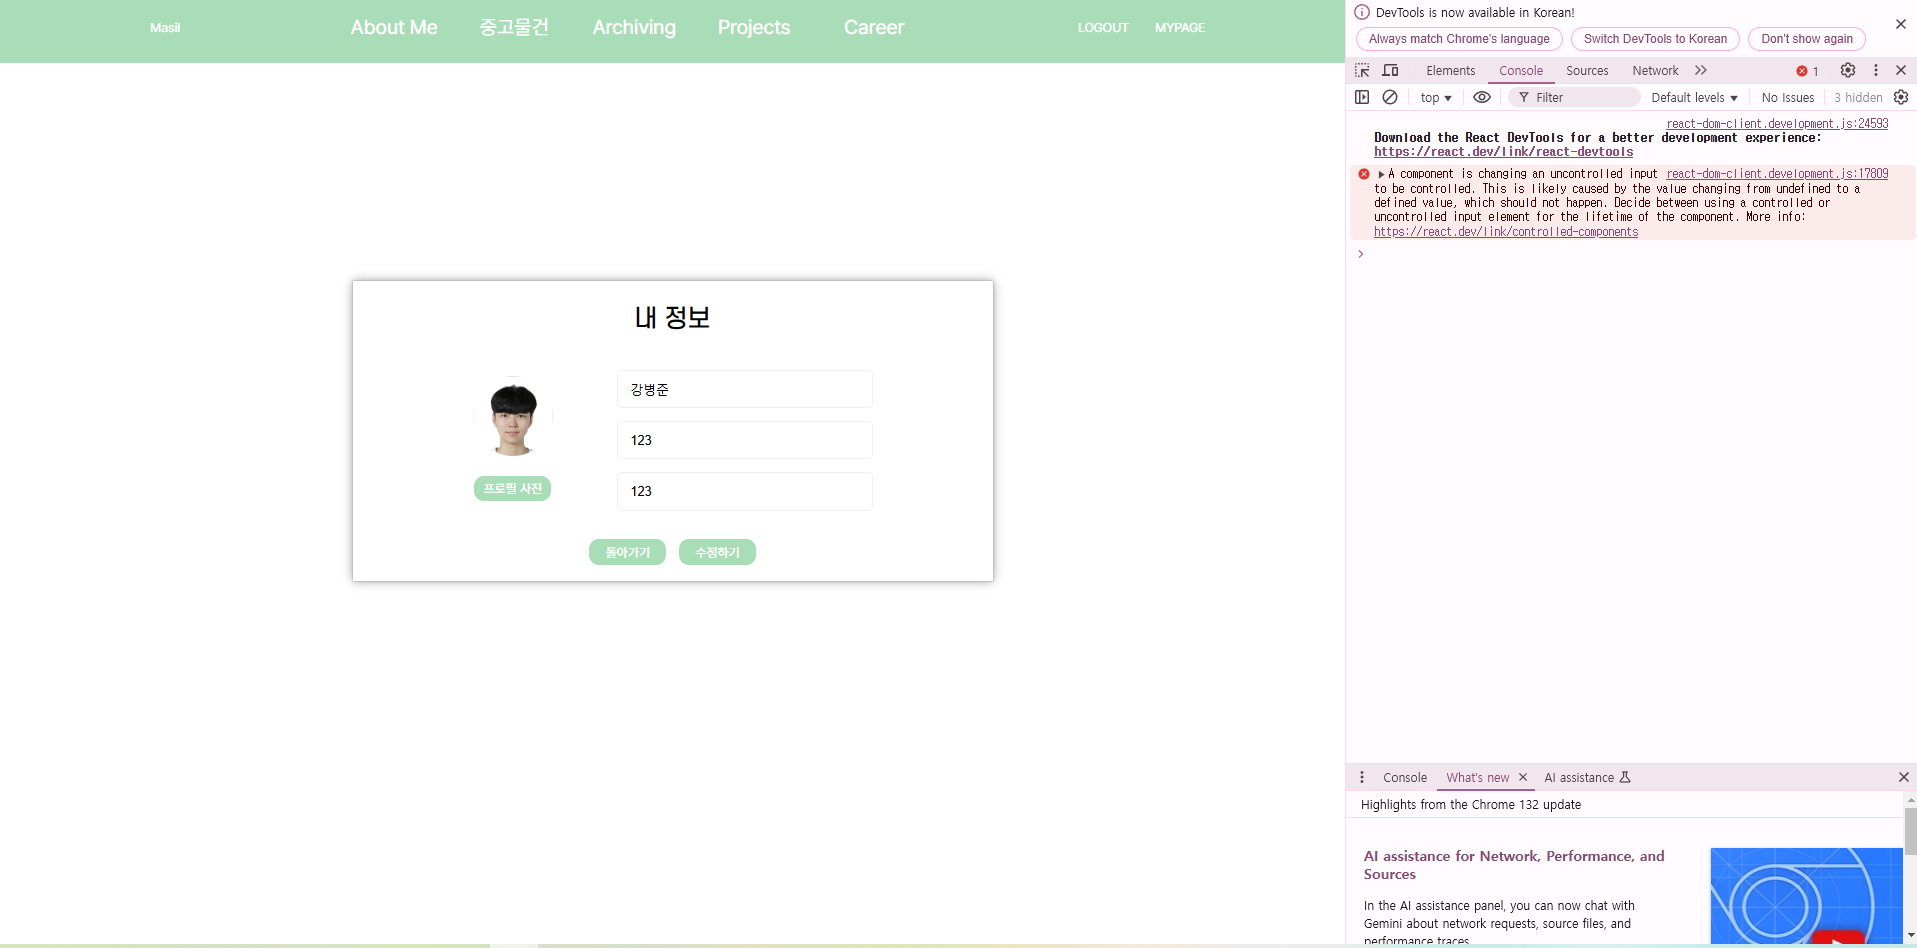 Masil
About Me 중고물건 Archiving Projects Career
LOGOUT MYPAGE
내 정보
강병준
123
123
프로필 사진
돌아가기 수정하기
DevTools is now available in Korean!
Always match Chrome's language Switch DevTools to Korean Don't show again
Elements Console Sources Network 1
top Filter Default levels No Issues 3 hidden
react-dom-client.development.js:24593
Download the React DevTools for a better development experience:
https://react.dev/link/react-devtools
A component is changing an uncontrolled input react-dom-client.development.js:17809
to be controlled. This is likely caused by the value changing from undefined to a
defined value, which should not happen. Decide between using a controlled or
uncontrolled input element for the lifetime of the component. More info:
https://react.dev/link/controlled-components
Console What's new AI assistance
Highlights from the Chrome 132 update
AI assistance for Network, Performance, and
Sources
In the AI assistance panel, you can now chat with
Gemini about network requests, source files, and
performance traces